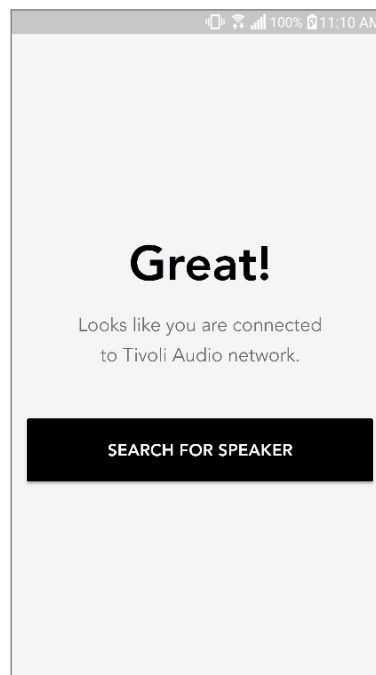 100% 11:10 AM
Great!
Looks like you are connected
to Tivoli Audio network.
SEARCH FOR SPEAKER